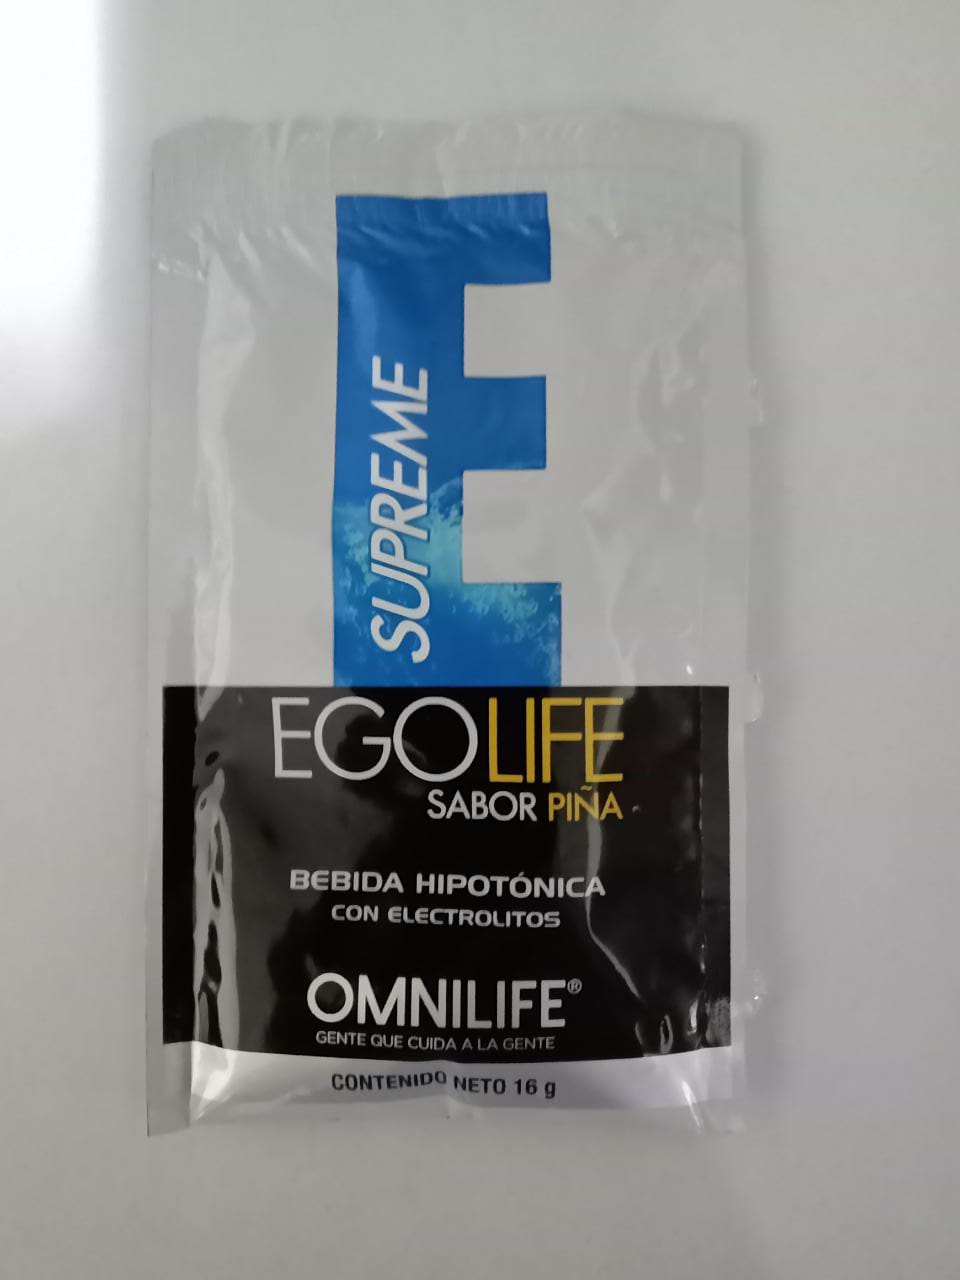 SUPREME
EGOLIFE
SABOR PIÑA
BEBIDA HIPOTÓNICA
CON ELECTROLITOS
OMNILIFE®
GENTE QUE CUIDA A LA GENTE
CONTENIDO NETO 16 g